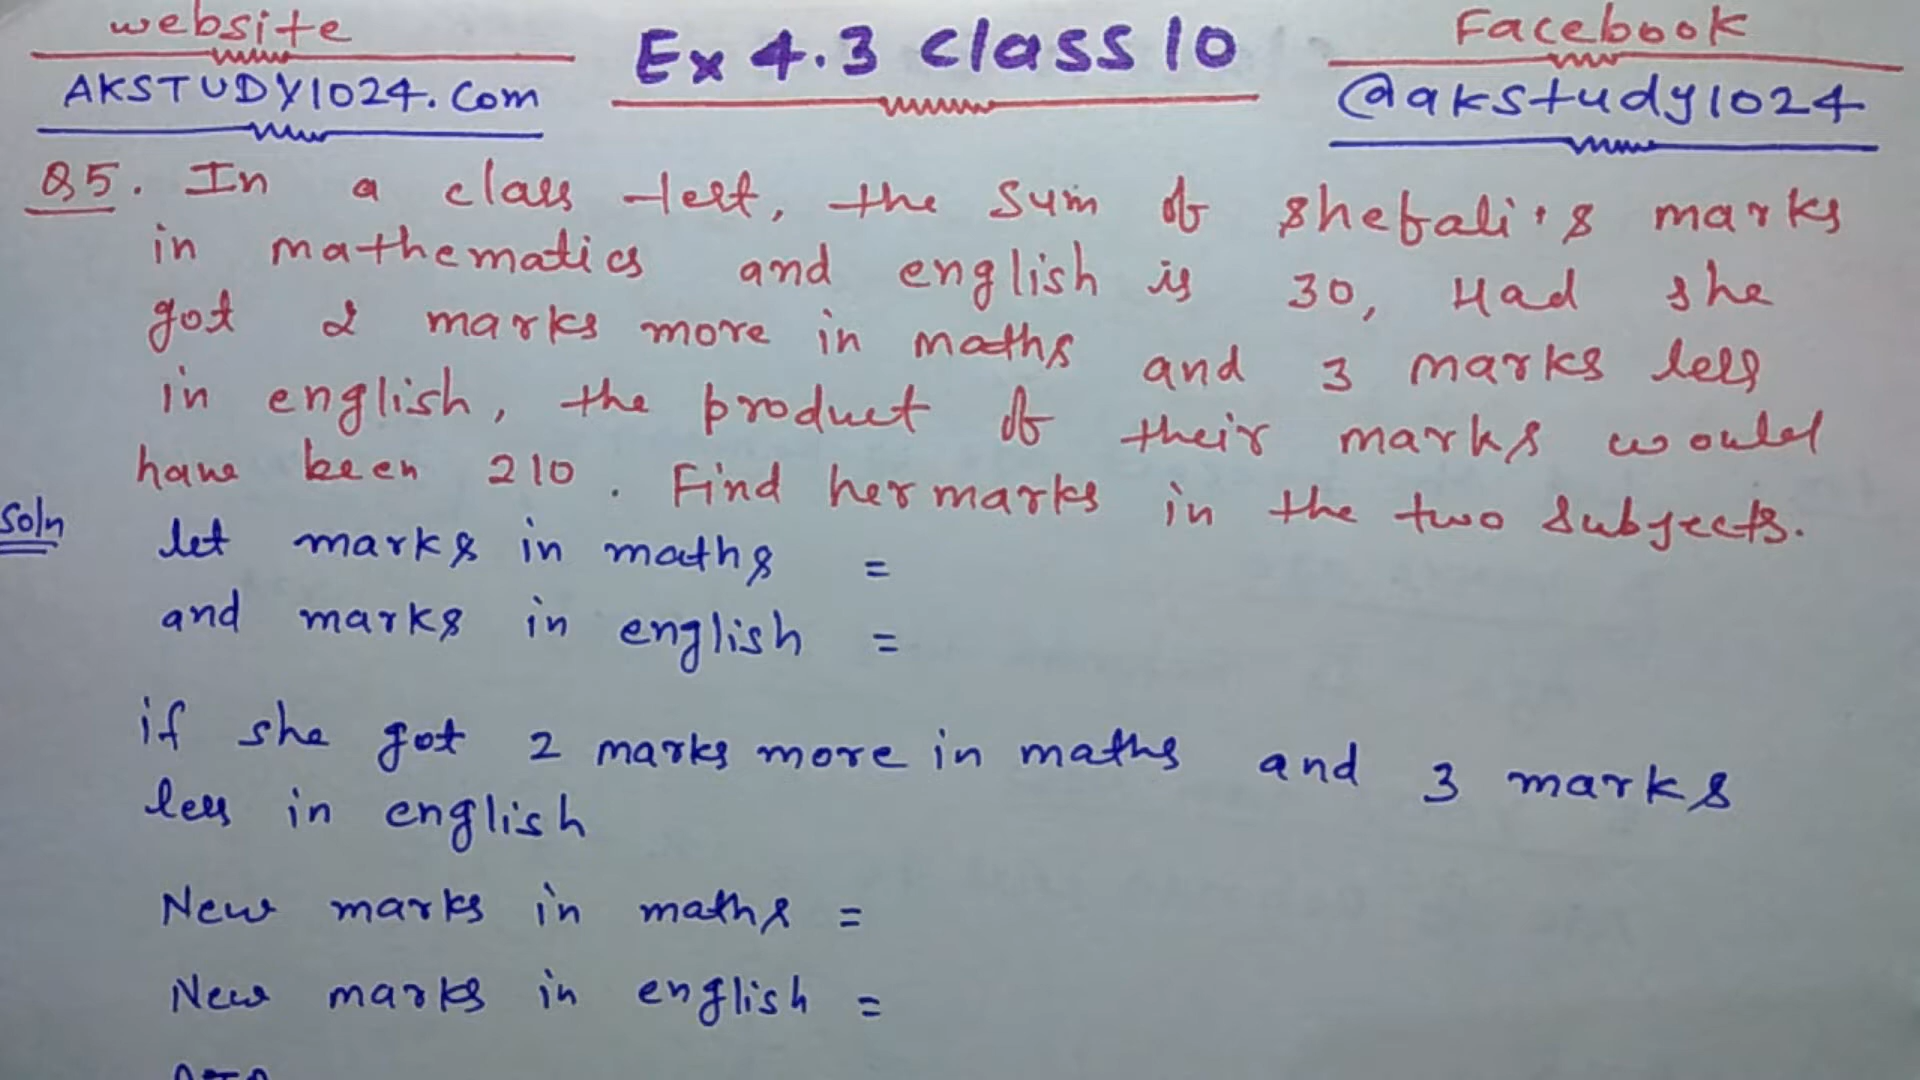 website
Ex 4.3 class 10
Facebook
AKSTUDY1024.com
@akstudy1024
Q5. In a class test, the sum of shefali's marks
in mathematics and english is 30, Had she
got 2 marks more in maths and 3 marks less
in english, the product of their marks would
have been 210. Find her marks in the two subjects.
Soln
let marks in maths =
and marks in english =
if she got 2 marks more in maths and 3 marks
less in english
New marks in maths =
New marks in english =